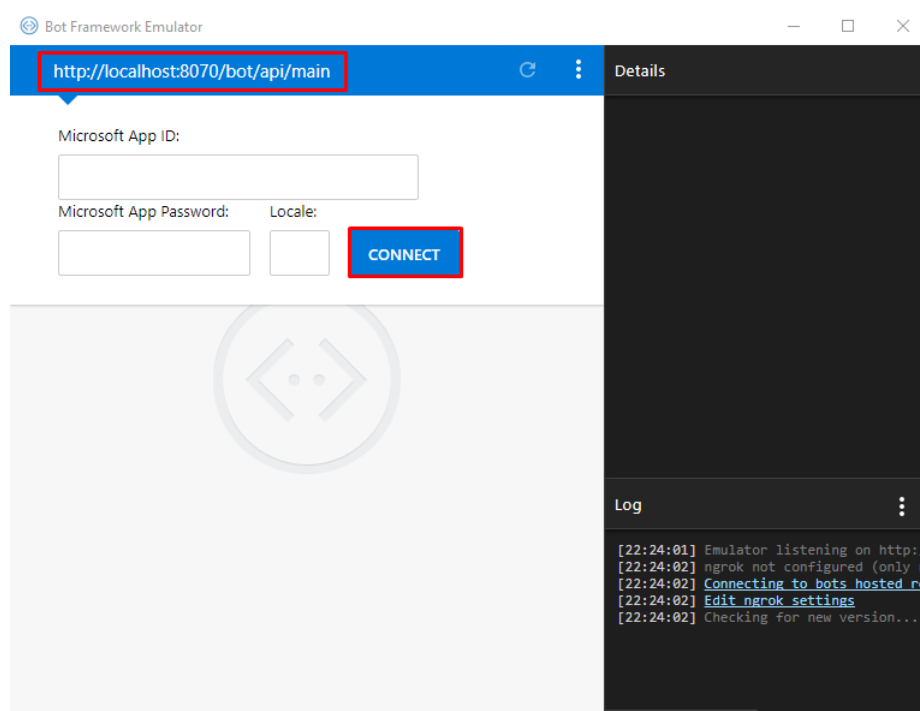 Bot Framework Emulator
http://localhost:8070/bot/api/main
Details
Microsoft App ID:
Microsoft App Password: Locale:
CONNECT
Log
[22:24:01] Emulator listening on http:
[22:24:02] ngrok not configured (only
[22:24:02] Connecting to bots hosted r
[22:24:02] Edit ngrok settings
[22:24:02] Checking for new version...